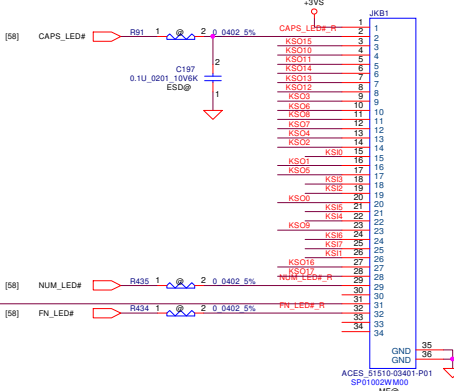 +3VS
JKB1
[58] CAPS_LED# R91 1 @ 2 0_0402_5% CAPS_LED#_R
C197
0.1U_0201_10V6K
ESD@
2
1
1 1
2 2
KSO15 3 3
KSO10 4 4
KSO11 5 5
KSO14 6 6
KSO13 7 7
KSO12 8 8
KSO3 9 9
KSO6 10 10
KSO8 11 11
KSO7 12 12
KSO4 13 13
KSO2 14 14
KSI0 15 15
KSO1 16 16
KSO5 17 17
KSI3 18 18
KSI2 19 19
KSO0 20 20
KSI5 21 21
KSI4 22 22
KSO9 23 23
KSI6 24 24
KSI7 25 25
KSI1 26 26
KSO16 27 27
KSO17 28 28
[58] NUM_LED# R435 1 @ 2 0_0402_5% NUM_LED#_R 29 29
30 30
31 31
[58] FN_LED# R434 1 @ 2 0_0402_5% FN_LED#_R 32 32
33 33
34 34
GND 35
GND 36
ACES_51510-03401-P01
SP01002WM00
ME@